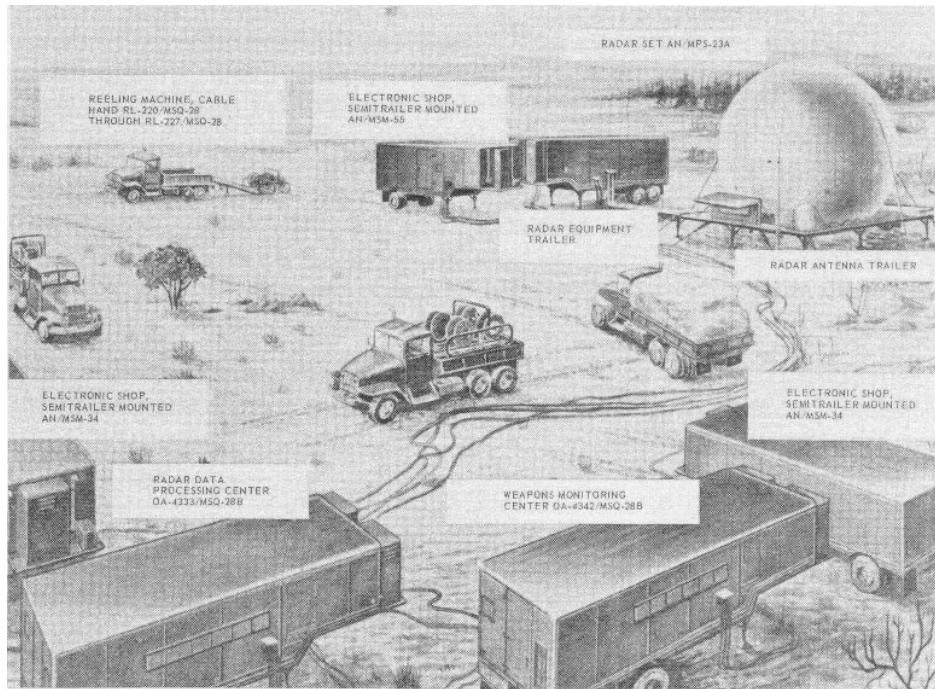 RADAR SET AN/MPS-23A
REELING MACHINE, CABLE
HAND RL-220/MSQ-28
THROUGH RL-227/MSQ-28
ELECTRONIC SHOP,
SEMITRAILER MOUNTED
AN/MSM-55
RADAR EQUIPMENT
TRAILER
RADAR ANTENNA TRAILER
ELECTRONIC SHOP,
SEMITRAILER MOUNTED
AN/MSM-34
ELECTRONIC SHOP,
SEMITRAILER MOUNTED
AN/MSM-34
RADAR DATA
PROCESSING CENTER
OA-4333/MSQ-28B
WEAPONS MONITORING
CENTER OA-4342/MSQ-28B